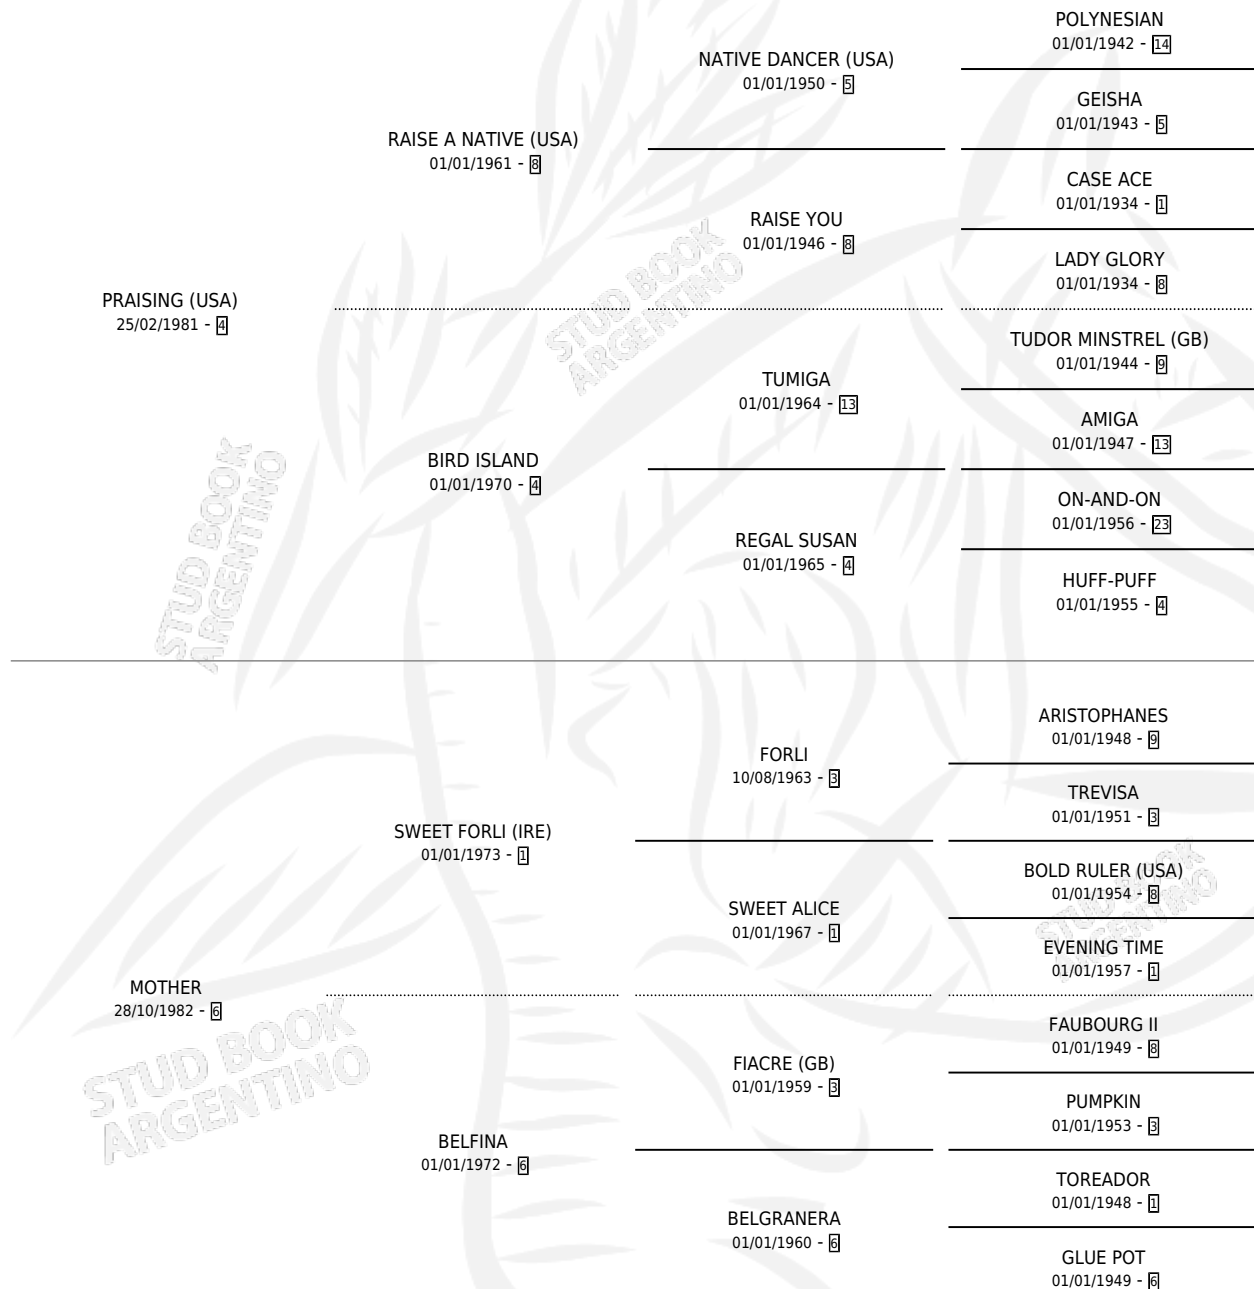 POLYNESIAN
01/01/1942 - 14
NATIVE DANCER (USA)
01/01/1950 - 5
GEISHA
01/01/1943 - 5
RAISE A NATIVE (USA)
01/01/1961 - 8
CASE ACE
01/01/1934 - 1
RAISE YOU
01/01/1946 - 8
LADY GLORY
01/01/1934 - 8
PRAISING (USA)
25/02/1981 - 4
STUD BOOK
ARGENTINO
TUDOR MINSTREL (GB)
01/01/1944 - 9
TUMIGA
01/01/1964 - 13
AMIGA
01/01/1947 - 13
BIRD ISLAND
01/01/1970 - 4
ON-AND-ON
01/01/1956 - 23
REGAL SUSAN
01/01/1965 - 4
HUFF-PUFF
01/01/1955 - 4
STUD BOOK
ARGENTINO
ARISTOPHANES
01/01/1948 - 9
FORLI
10/08/1963 - 3
TREVISA
01/01/1951 - 3
SWEET FORLI (IRE)
01/01/1973 - 1
BOLD RULER (USA)
01/01/1954 - 8
SWEET ALICE
01/01/1967 - 1
EVENING TIME
01/01/1957 - 1
STUD BOOK
ARGENTINO
MOTHER
28/10/1982 - 6
STUD BOOK
ARGENTINO
FAUBOURG II
01/01/1949 - 8
FIACRE (GB)
01/01/1959 - 3
PUMPKIN
01/01/1953 - 3
BELFINA
01/01/1972 - 6
TOREADOR
01/01/1948 - 1
BELGRANERA
01/01/1960 - 6
GLUE POT
01/01/1949 - 6